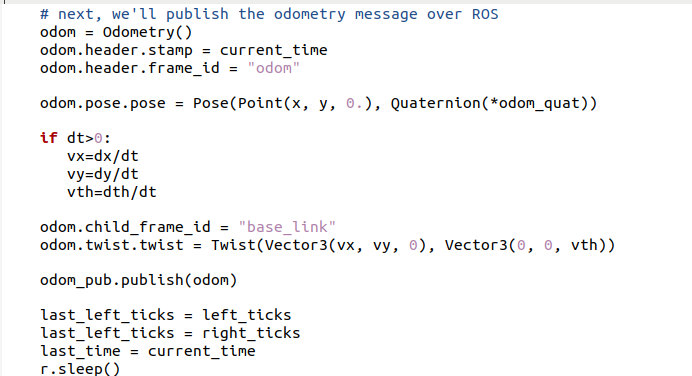 # next, we'll publish the odometry message over ROS
odom = Odometry()
odom.header.stamp = current_time
odom.header.frame_id = "odom"
odom.pose.pose = Pose(Point(x, y, 0.), Quaternion(*odom_quat))
if dt>0:
vx=dx/dt
vy=dy/dt
vth=dth/dt
odom.child_frame_id = "base_link"
odom.twist.twist = Twist(Vector3(vx, vy, 0), Vector3(0, 0, vth))
odom_pub.publish(odom)
last_left_ticks = left_ticks
last_left_ticks = right_ticks
last_time = current_time
r.sleep()